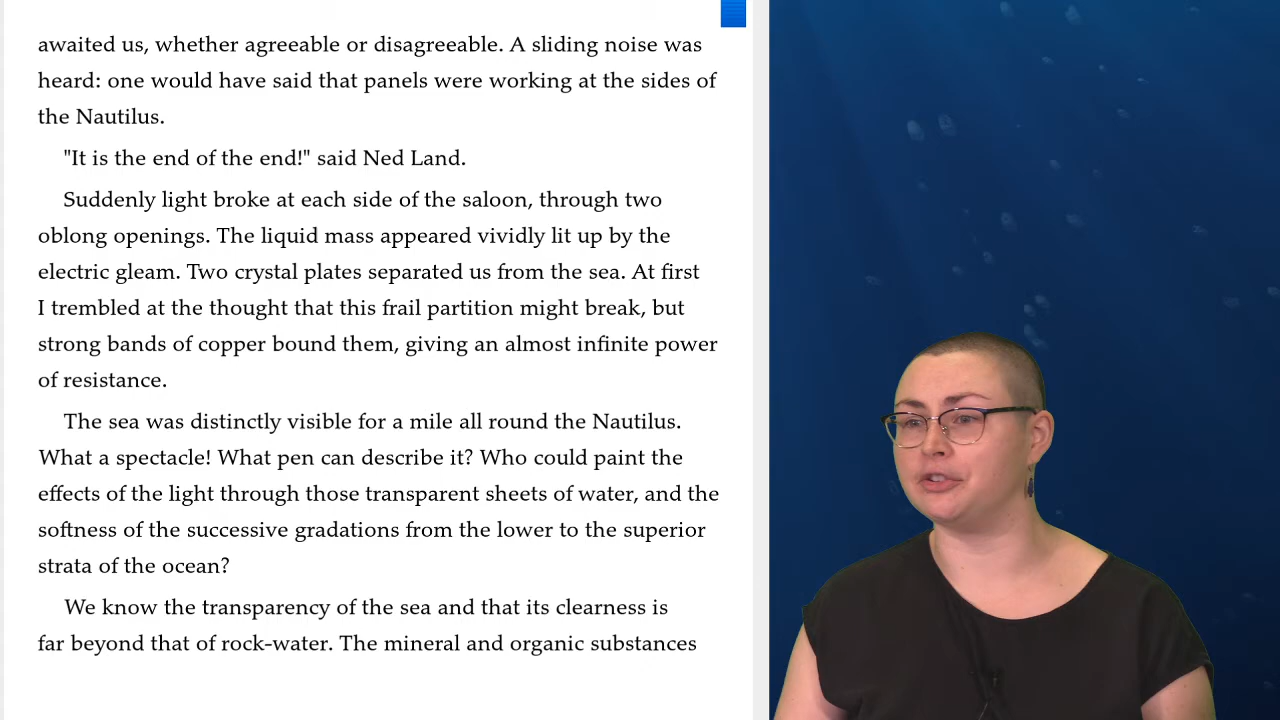 awaited us, whether agreeable or disagreeable. A sliding noise was
heard: one would have said that panels were working at the sides of
the Nautilus.
"It is the end of the end!" said Ned Land.
Suddenly light broke at each side of the saloon, through two
oblong openings. The liquid mass appeared vividly lit up by the
electric gleam. Two crystal plates separated us from the sea. At first
I trembled at the thought that this frail partition might break, but
strong bands of copper bound them, giving an almost infinite power
of resistance.
The sea was distinctly visible for a mile all round the Nautilus.
What a spectacle! What pen can describe it? Who could paint the
effects of the light through those transparent sheets of water, and the
softness of the successive gradations from the lower to the superior
strata of the ocean?
We know the transparency of the sea and that its clearness is
far beyond that of rock-water. The mineral and organic substances